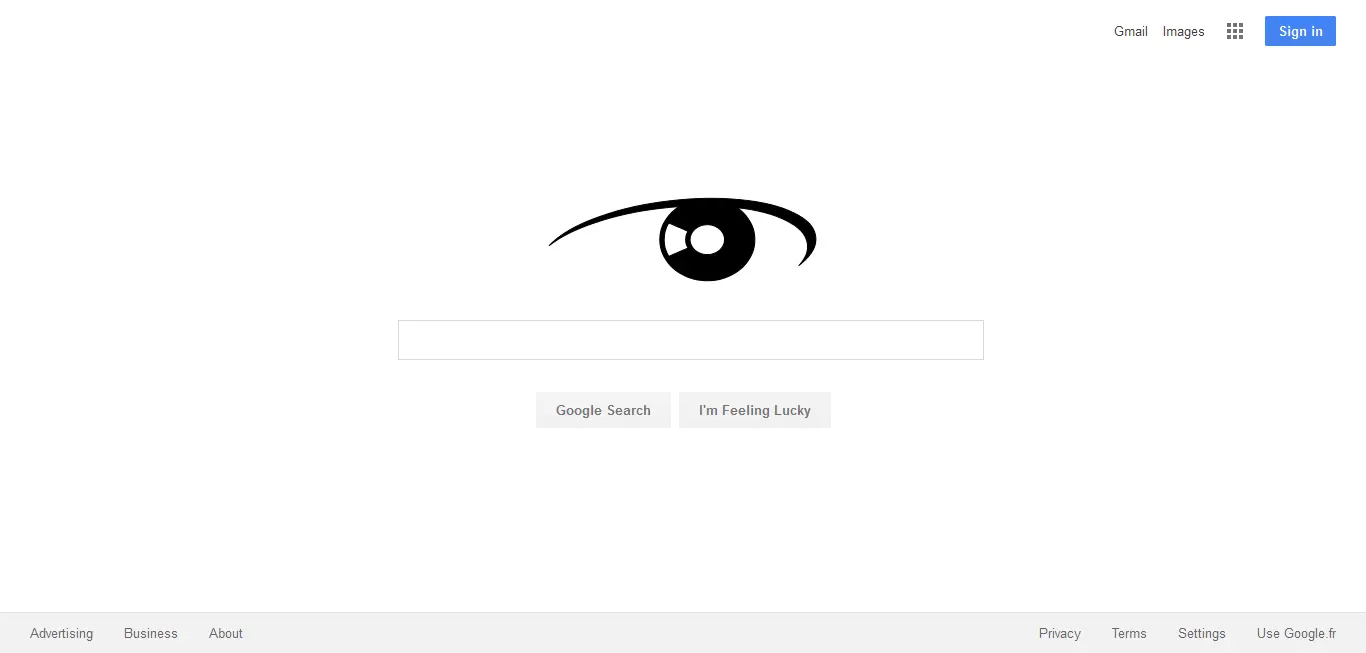 Gmail Images Sign in
Google Search I'm Feeling Lucky
Advertising Business About Privacy Terms Settings Use Google.fr